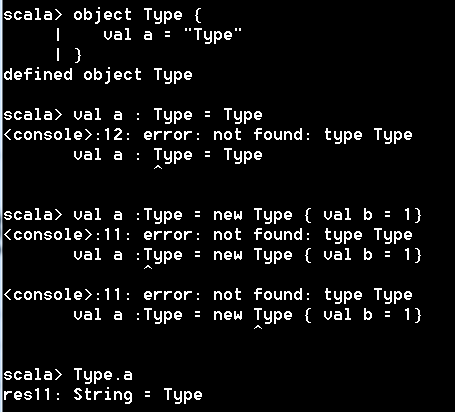 scala> object Type {
     |    val a = "Type"
     | }
defined object Type
scala> val a : Type = Type
<console>:12: error: not found: type Type
       val a : Type = Type
               ^
scala> val a :Type = new Type { val b = 1}
<console>:11: error: not found: type Type
       val a :Type = new Type { val b = 1}
              ^
<console>:11: error: not found: type Type
       val a :Type = new Type { val b = 1}
                         ^
scala> Type.a
res11: String = Type